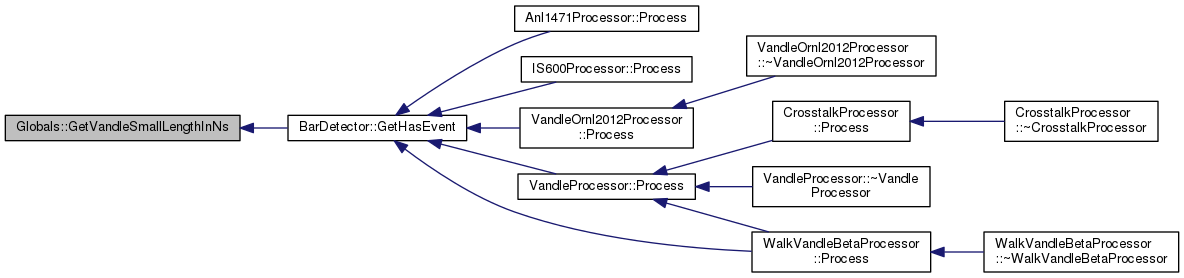 Globals::GetVandleSmallLengthInNs
BarDetector::GetHasEvent
Anl1471Processor::Process
IS600Processor::Process
VandleOrnl2012Processor
::Process
VandleOrnl2012Processor
::~VandleOrnl2012Processor
VandleProcessor::Process
CrosstalkProcessor
::Process
CrosstalkProcessor
::~CrosstalkProcessor
VandleProcessor::~Vandle
Processor
WalkVandleBetaProcessor
::Process
WalkVandleBetaProcessor
::~WalkVandleBetaProcessor